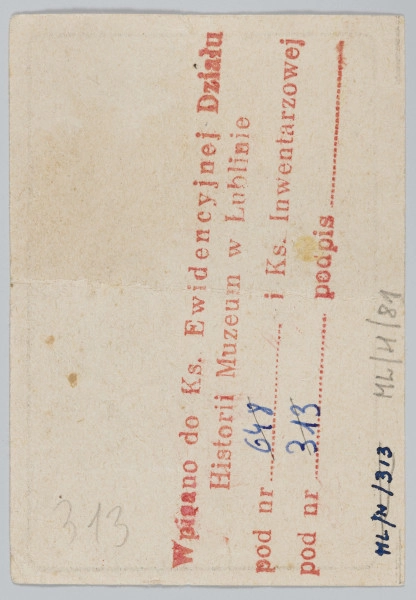 Wpisano do Ks. Ewidencyjnej Działu
Historii Muzeum w Lublinie
pod nr 648 i Ks. Inwentarzowej
pod nr 313 podpis
ML/N/313
ML/H/81
313